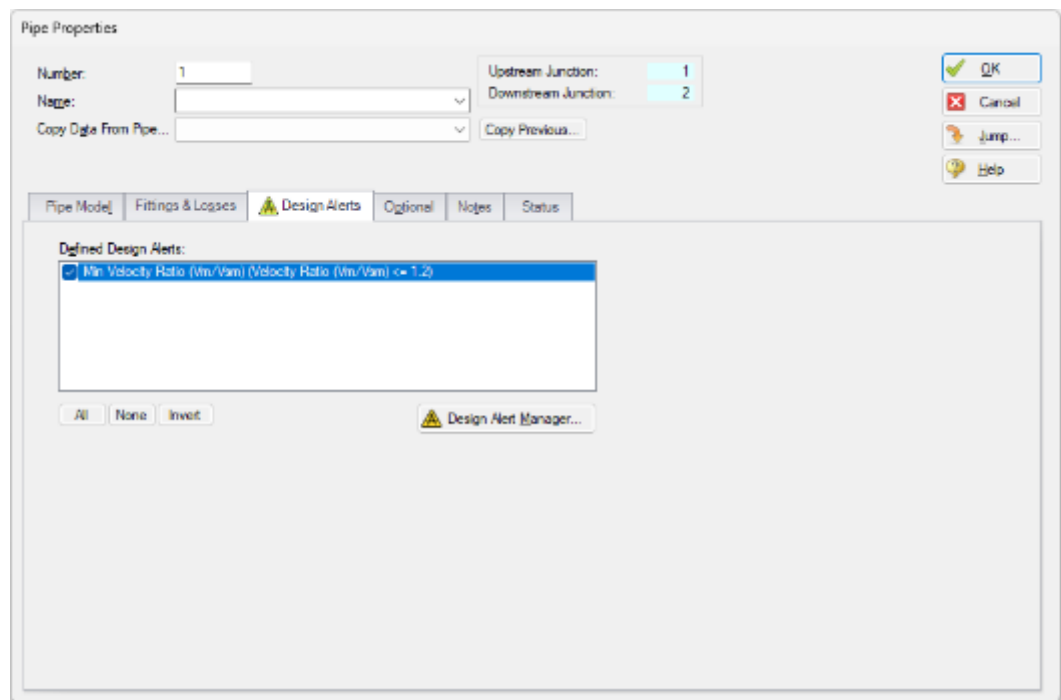 Pipe Properties
Number: 1
Upstream Junction: 1
OK
Name:
Downstream Junction: 2
Cancel
Copy Data From Pipe...
Copy Previous...
Jump...
Help
Pipe Model
Fittings & Losses
Design Alerts
Optional
Notes
Status
Defined Design Alerts:
Min Velocity Ratio (Vm/Vsm) (Velocity Ratio (Vm/Vsm) <= 1.2)
All
None
Invert
Design Alert Manager...